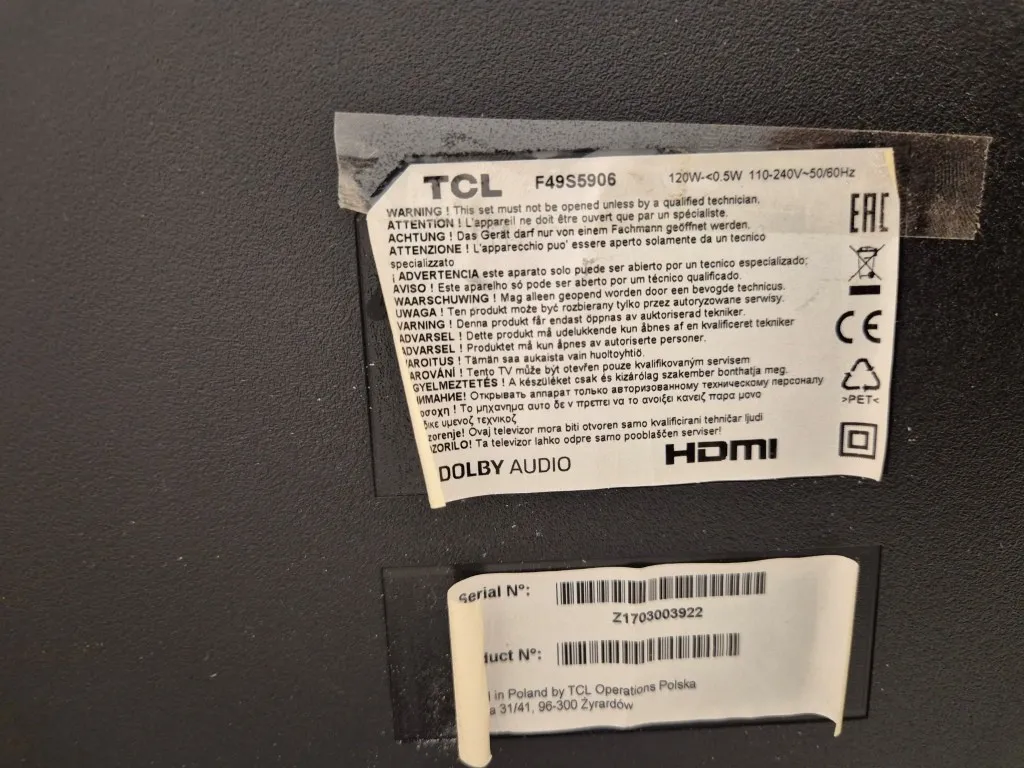 TCL F49S5906 120W-<0.5W 110-240V~50/60Hz
WARNING ! This set must not be opened unless by a qualified technician.
EAC
ATTENTION ! L'appareil ne doit être ouvert que par un spécialiste.
ACHTUNG ! Das Gerät darf nur von einem Fachmann geöffnet werden.
ATTENZIONE ! L'apparecchio puo' essere aperto solamente da un tecnico
specializzato
¡ ADVERTENCIA este aparato solo puede ser abierto por un tecnico especializado;
AVISO ! Este aparelho só pode ser aberto por um técnico qualificado.
WAARSCHUWING ! Mag alleen geopend worden door een bevogde technicus.
UWAGA ! Ten produkt może być rozbierany tylko przez autoryzowane serwisy.
VARNING ! Denna produkt får endast öppnas av auktoriserad tekniker.
ADVARSEL ! Dette produkt må udelukkende kun åbnes af en kvalificeret tekniker
ADVARSEL ! Produktet må kun åpnes av autoriserte personer.
CE
VAROITUS ! Tämän saa aukaista vain huoltoyhtiö.
AROVÁNÍ ! Tento TV může být otevřen pouze kvalifikovaným servisem
GYELMEZTETÉS ! A készüléket csak és kizárólag szakember bonthatja meg.
ИМАНИЕ! Открывать аппарат только авторизованному техническому персоналу
>PET<
οσοχη ! Το μηχανημα αυτο δε ν πρεπει να το ανοιξει κανεις παρα μονο
υμενος τεχνικος
zorenje! Ovaj televizor mora biti otvoren samo kvalificirani tehničar ljudi
ZORILO! Ta televizor lahko odpre samo pooblaščen serviser!
DOLBY AUDIO HDMI
Serial Nº:
Z1703003922
duct Nº:
in Poland by TCL Operations Polska
a 31/41, 96-300 Żyrardów